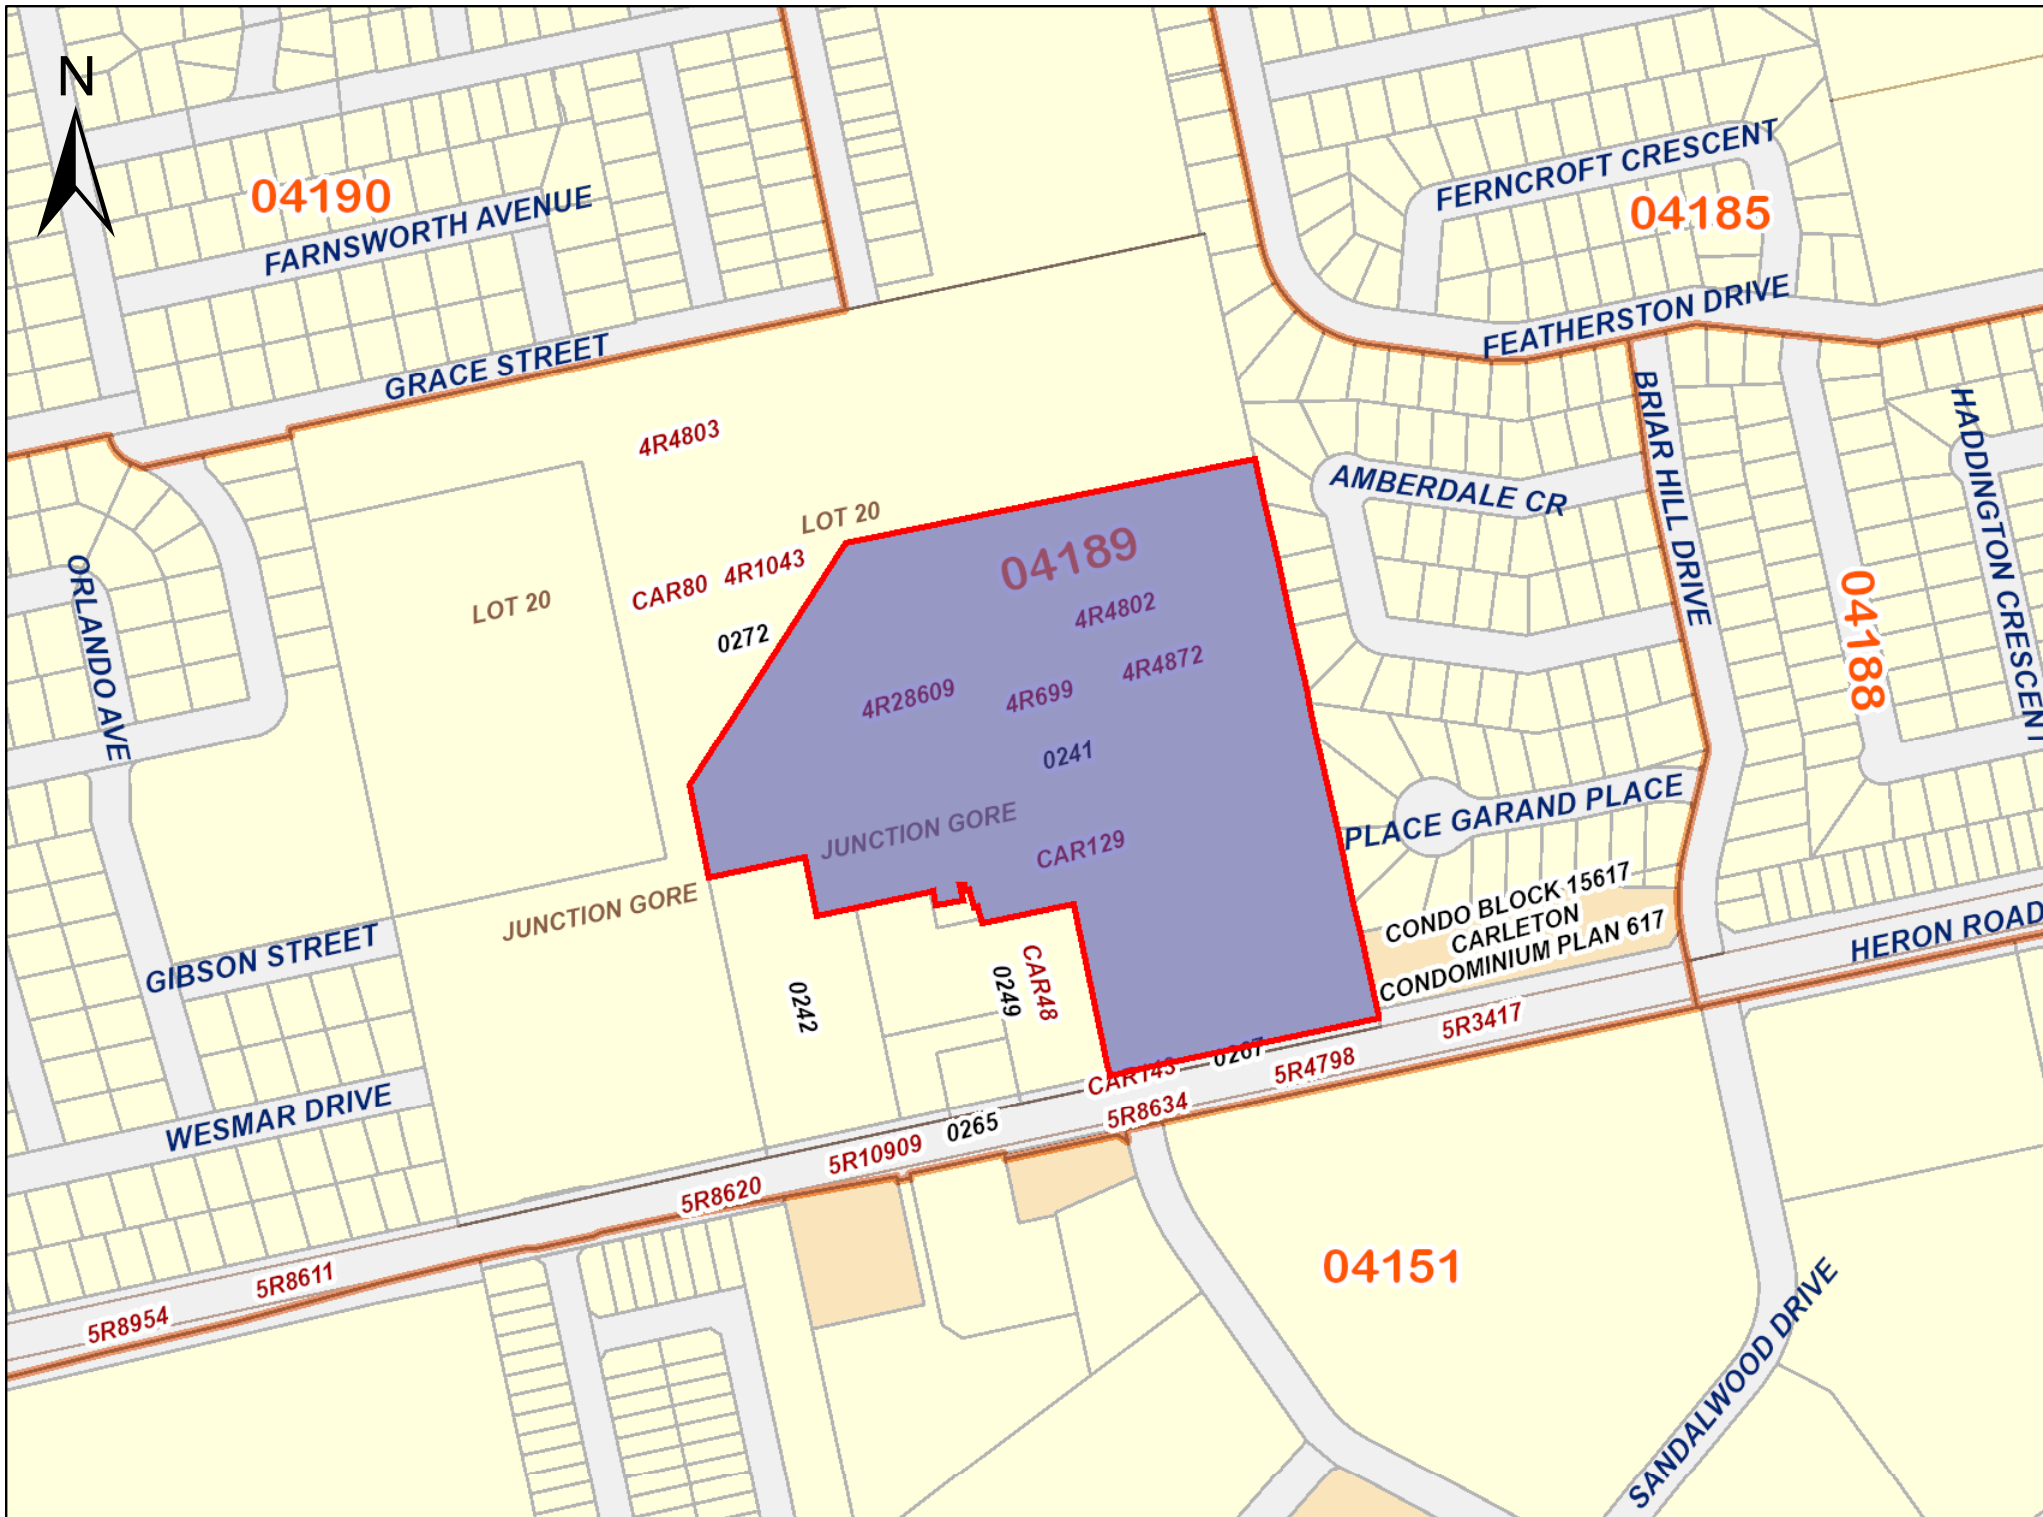 N
04190
FARNSWORTH AVENUE
GRACE STREET
FERNCROFT CRESCENT
04185
FEATHERSTON DRIVE
BRIAR HILL DRIVE
HADDINGTON CRESCENT
4R4803
LOT 20
AMBERDALE CR
04189
CAR80
4R1043
LOT 20
0272
4R4802
4R4872
4R28609
4R699
0241
ORLANDO AVE
04188
JUNCTION GORE
CAR129
PLACE GARAND PLACE
JUNCTION GORE
CONDO BLOCK 15617
CARLETON
CONDOMINIUM PLAN 617
HERON ROAD
GIBSON STREET
0242
0249
CAR48
5R3417
0267
CAR143
5R4798
5R8634
WESMAR DRIVE
0265
5R10909
5R8620
5R8611
5R8954
04151
SANDALWOOD DRIVE